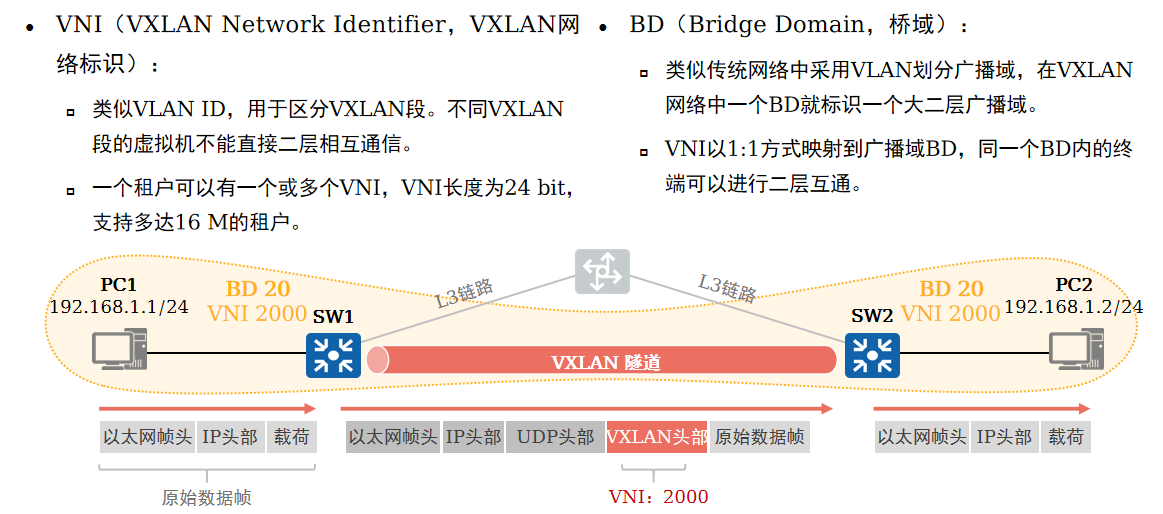 • VNI（VXLAN Network Identifier，VXLAN网
络标识）：
▫ 类似VLAN ID，用于区分VXLAN段。不同VXLAN
段的虚拟机不能直接二层相互通信。
▫ 一个租户可以有一个或多个VNI，VNI长度为24 bit，
支持多达16 M的租户。
• BD（Bridge Domain，桥域）：
▫ 类似传统网络中采用VLAN划分广播域，在VXLAN
网络中一个BD就标识一个大二层广播域。
▫ VNI以1:1方式映射到广播域BD，同一个BD内的终
端可以进行二层互通。
PC1
192.168.1.1/24
BD 20
VNI 2000
SW1
L3链路
L3链路
VXLAN 隧道
SW2
BD 20
VNI 2000
PC2
192.168.1.2/24
以太网帧头 IP头部 载荷
原始数据帧
以太网帧头 IP头部 UDP头部 VXLAN头部 原始数据帧
VNI：2000
以太网帧头 IP头部 载荷